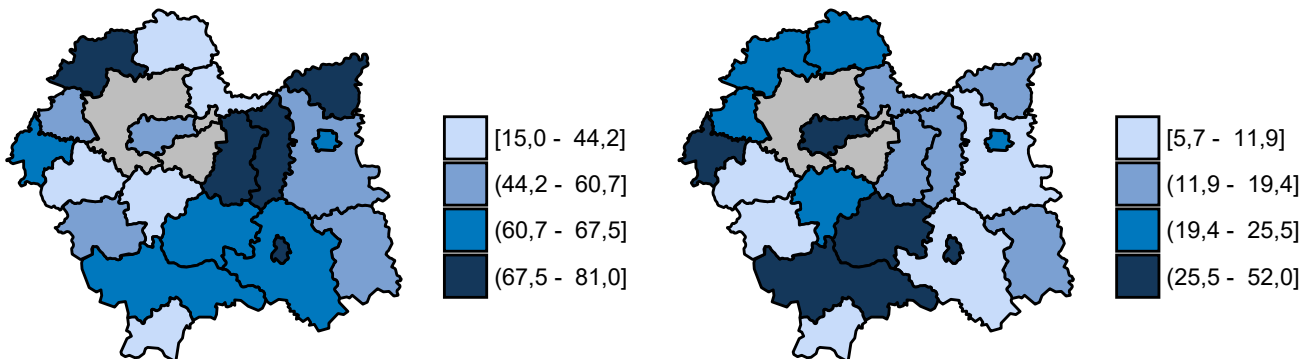 [15,0 - 44,2]
(44,2 - 60,7]
(60,7 - 67,5]
(67,5 - 81,0]
[5,7 - 11,9]
(11,9 - 19,4]
(19,4 - 25,5]
(25,5 - 52,0]